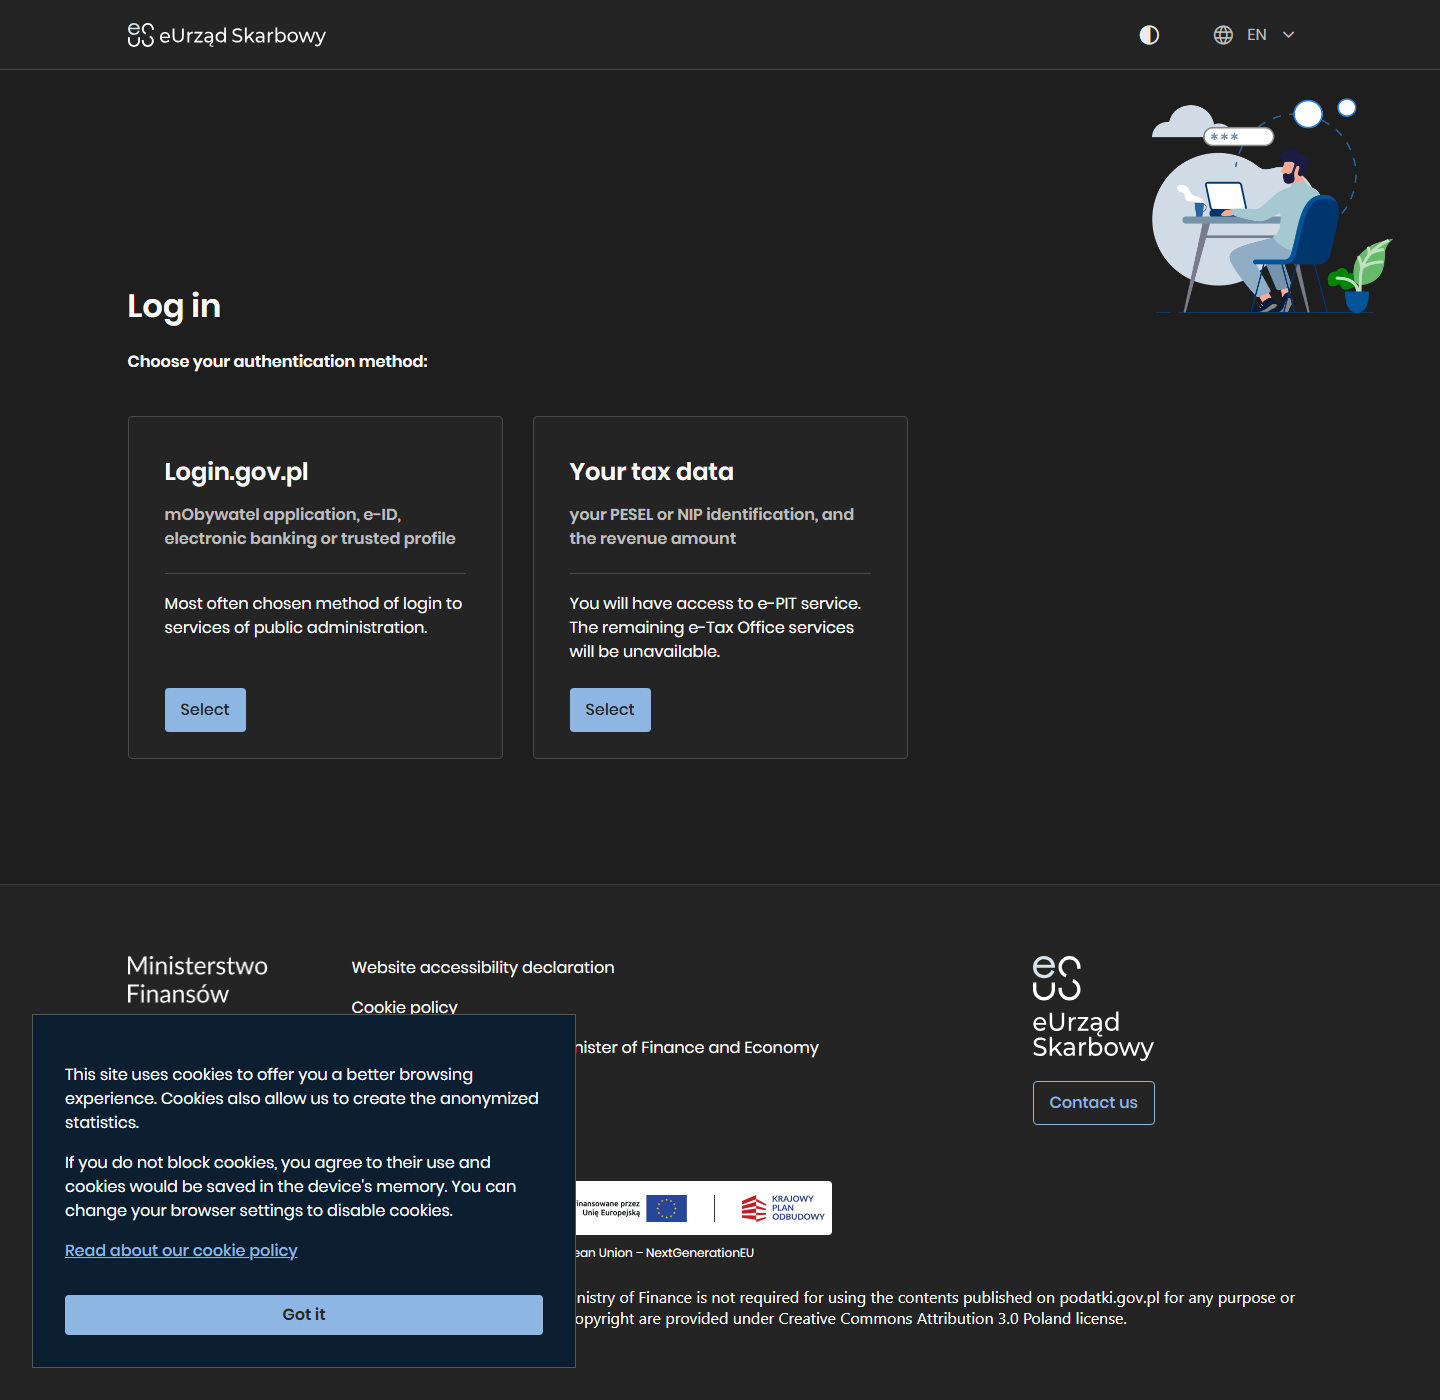 eUrząd Skarbowy
EN
***
Log in
Choose your authentication method:
Login.gov.pl
mObywatel application, e-ID,
electronic banking or trusted profile
Most often chosen method of login to
services of public administration.
Select
Your tax data
your PESEL or NIP identification, and
the revenue amount
You will have access to e-PIT service.
The remaining e-Tax Office services
will be unavailable.
Select
Ministerstwo
Finansów
Website accessibility declaration
Cookie policy
nister of Finance and Economy
eUrząd
Skarbowy
Contact us
finansowane przez
Unię Europejską
KRAJOWY
PLAN
ODBUDOWY
ean Union – NextGenerationEU
nistry of Finance is not required for using the contents published on podatki.gov.pl for any purpose or
opyright are provided under Creative Commons Attribution 3.0 Poland license.
This site uses cookies to offer you a better browsing
experience. Cookies also allow us to create the anonymized
statistics.
If you do not block cookies, you agree to their use and
cookies would be saved in the device's memory. You can
change your browser settings to disable cookies.
Read about our cookie policy
Got it